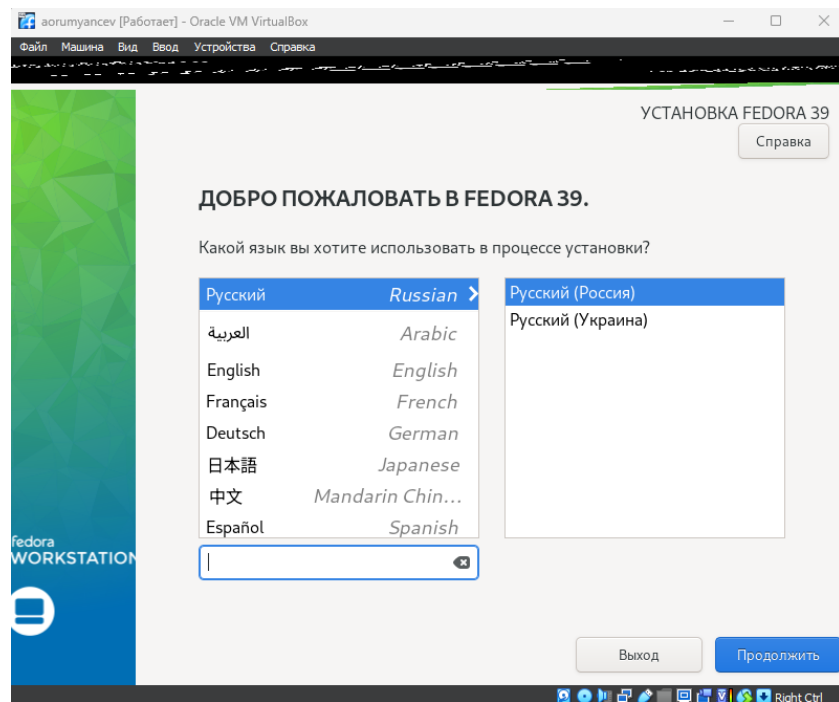 aorumyancev [Работает] - Oracle VM VirtualBox
Файл Машина Вид Ввод Устройства Справка
УСТАНОВКА FEDORA 39
Справка
ДОБРО ПОЖАЛОВАТЬ В FEDORA 39.
Какой язык вы хотите использовать в процессе установки?
Русский Russian
العربية Arabic
English English
Français French
Deutsch German
日本語 Japanese
中文 Mandarin Chin...
Español Spanish
Русский (Россия)
Русский (Украина)
fedora
WORKSTATION
Выход Продолжить
Right Ctrl